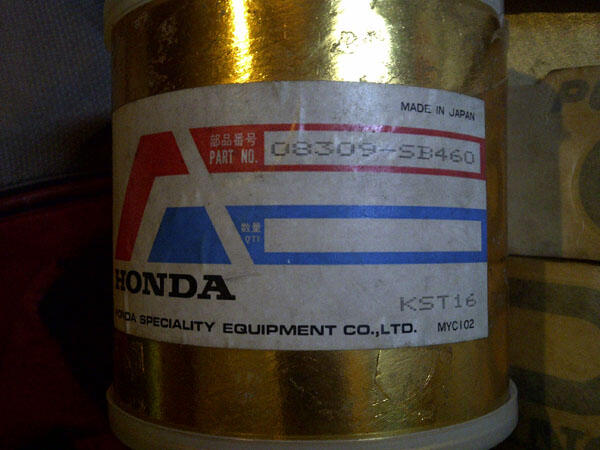 MADE IN JAPAN
部品番号
PART NO. 08309-SB460
数量
QTY
HONDA
KST16
HONDA SPECIALITY EQUIPMENT CO.,LTD. MYC102